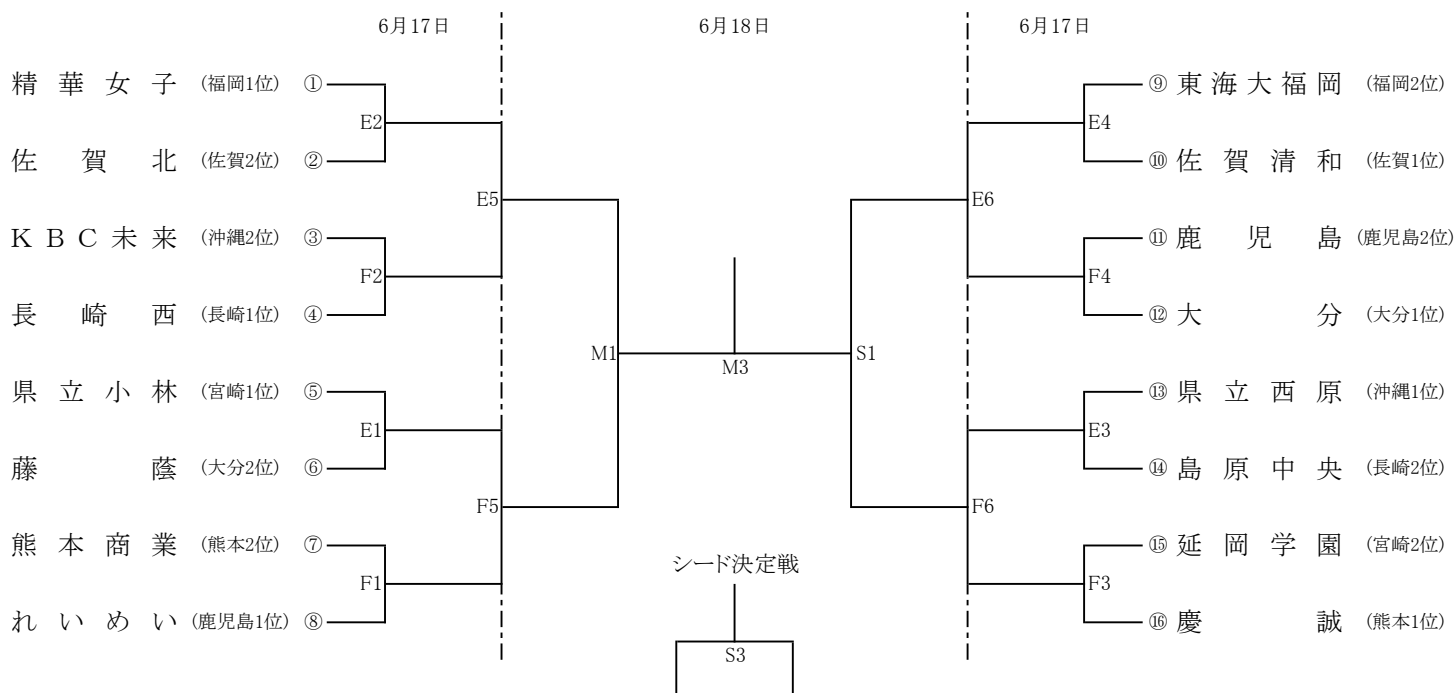 6月17日 6月18日 6月17日
精華女子 (福岡1位) ① ⑨ 東海大福岡 (福岡2位)
E2 E4
佐賀北 (佐賀2位) ② ⑩ 佐賀清和 (佐賀1位)
E5 E6
KBC未来 (沖縄2位) ③ ⑪ 鹿児島 (鹿児島2位)
F2 F4
長崎西 (長崎1位) ④ ⑫ 大分 (大分1位)
M1 S1
M3
県立小林 (宮崎1位) ⑤ ⑬ 県立西原 (沖縄1位)
E1 E3
藤蔭 (大分2位) ⑥ ⑭ 島原中央 (長崎2位)
F5 F6
熊本商業 (熊本2位) ⑦ ⑮ 延岡学園 (宮崎2位)
シード決定戦
F1 F3
れいめい (鹿児島1位) ⑧ ⑯ 慶誠 (熊本1位)
S3